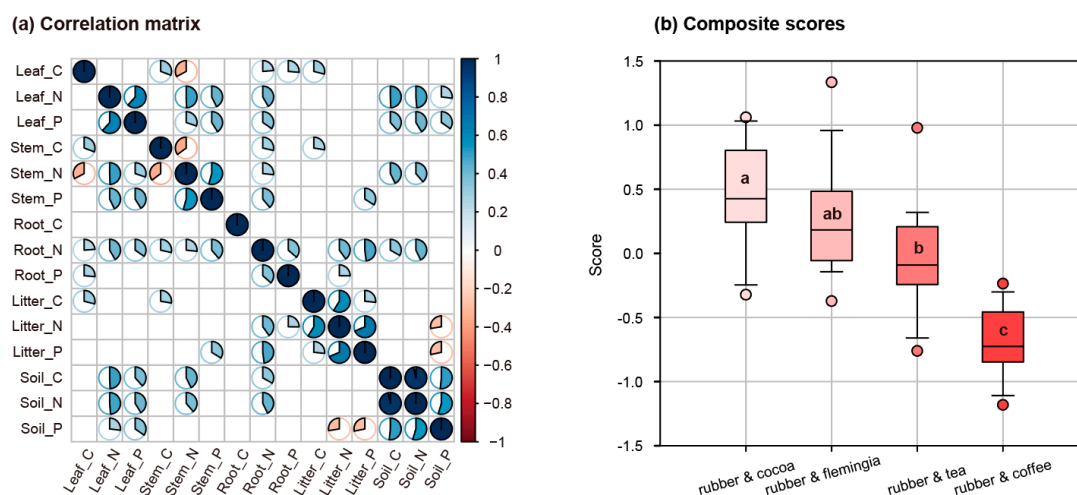 (a) Correlation matrix
Leaf_C
Leaf_N
Leaf_P
Stem_C
Stem_N
Stem_P
Root_C
Root_N
Root_P
Litter_C
Litter_N
Litter_P
Soil_C
Soil_N
Soil_P
Leaf_C
Leaf_N
Leaf_P
Stem_C
Stem_N
Stem_P
Root_C
Root_N
Root_P
Litter_C
Litter_N
Litter_P
Soil_C
Soil_N
Soil_P
1
0.8
0.6
0.4
0.2
0
−0.2
−0.4
−0.6
−0.8
−1
(b) Composite scores
Score
1.5
1.0
0.5
0.0
-0.5
-1.0
-1.5
a
ab
b
c
rubber & cocoa
rubber & flemingia
rubber & tea
rubber & coffee